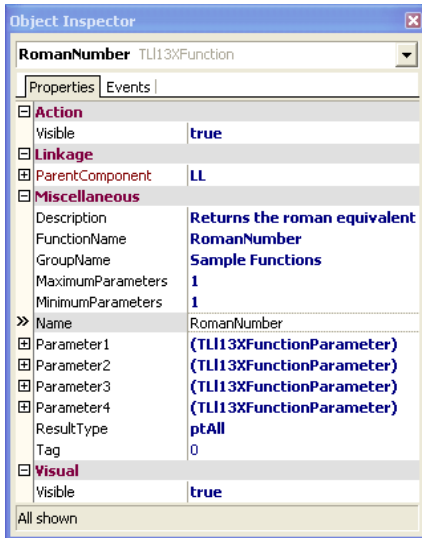 Object Inspector
RomanNumber TLl13XFunction
Properties Events
Action
Visible true
Linkage
ParentComponent LL
Miscellaneous
Description Returns the roman equivalent
FunctionName RomanNumber
GroupName Sample Functions
MaximumParameters 1
MinimumParameters 1
Name RomanNumber
Parameter1 (TLl13XFunctionParameter)
Parameter2 (TLl13XFunctionParameter)
Parameter3 (TLl13XFunctionParameter)
Parameter4 (TLl13XFunctionParameter)
ResultType ptAll
Tag 0
Visual
Visible true
All shown